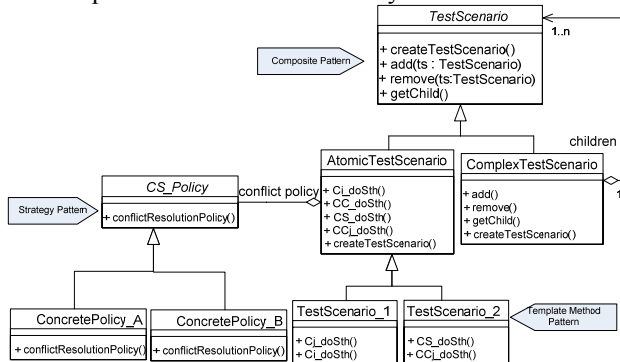 TestScenario
+ createTestScenario()
+ add(ts : TestScenario)
+ remove(ts:TestScenario)
+ getChild()
1..n
Composite Pattern
children
AtomicTestScenario
+ Ci_doSth()
+ CC_doSth()
+ CS_doSth()
+ CCj_doSth()
+ createTestScenario()
ComplexTestScenario
+ add()
+ remove()
+ getChild()
+ createTestScenario()
1
CS_Policy
+ conflictResolutionPolicy()
conflict policy
Strategy Pattern
ConcretePolicy_A
+ conflictResolutionPolicy()
ConcretePolicy_B
+ conflictResolutionPolicy()
TestScenario_1
+ Cj_doSth()
+ Ci_doSth()
TestScenario_2
+ CS_doSth()
+ CCj_doSth()
Template Method
Pattern